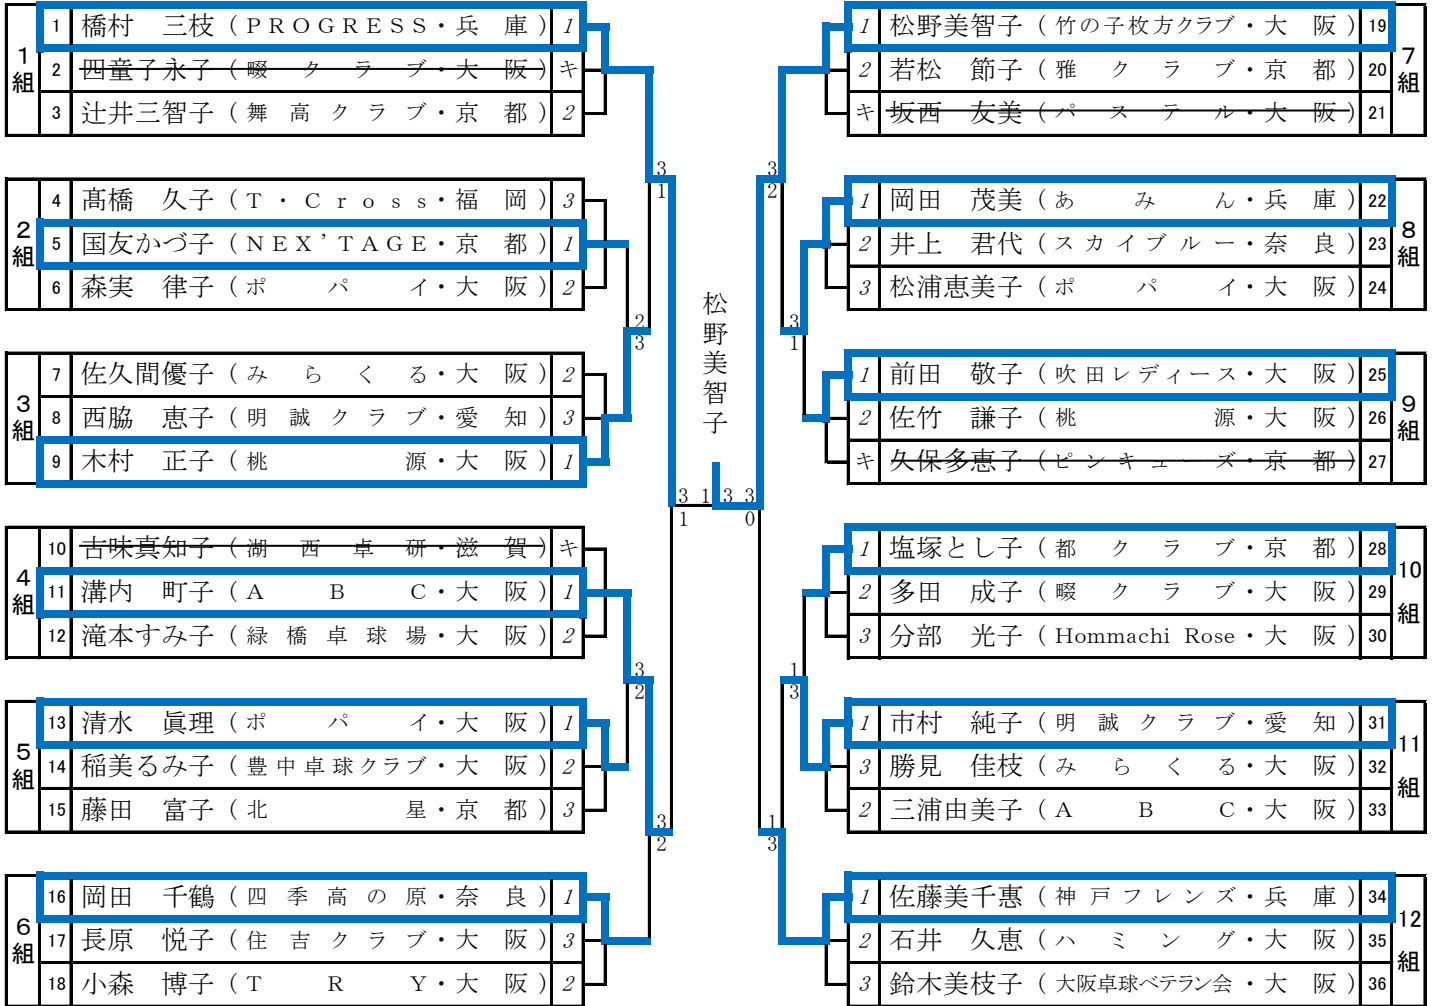 1組
1 橋村 三枝 (PROGRESS・兵 庫) 1
2 四童子永子 (畷クラブ・大 阪) キ
3 辻井三智子 (舞高クラブ・京 都) 2
2組
4 髙橋 久子 (T・Cross・福 岡) 3
5 国友かづ子 (NEX'TAGE・京 都) 1
6 森実 律子 (ポパイ・大 阪) 2
3組
7 佐久間優子 (みらくる・大 阪) 2
8 西脇 恵子 (明誠クラブ・愛 知) 3
9 木村 正子 (桃源・大 阪) 1
4組
10 古味真知子 (湖西卓研・滋 賀) キ
11 溝内 町子 (ABC・大 阪) 1
12 滝本すみ子 (緑橋卓球場・大 阪) 2
5組
13 清水 眞理 (ポパイ・大 阪) 1
14 稲美るみ子 (豊中卓球クラブ・大 阪) 2
15 藤田 富子 (北星・京 都) 3
6組
16 岡田 千鶴 (四季高の原・奈 良) 1
17 長原 悦子 (住吉クラブ・大 阪) 3
18 小森 博子 (TRY・大 阪) 2
3
1
2
3
3
2
3
2
3
1
1 3
松野美智子
3
0
3
2
3
1
1
3
1
3
7組
1 松野美智子 (竹の子枚方クラブ・大 阪) 19
2 若松 節子 (雅クラブ・京 都) 20
キ 坂西 友美 (パステル・大 阪) 21
8組
1 岡田 茂美 (あみん・兵 庫) 22
2 井上 君代 (スカイブルー・奈 良) 23
3 松浦恵美子 (ポパイ・大 阪) 24
9組
1 前田 敬子 (吹田レディース・大 阪) 25
2 佐竹 謙子 (桃源・大 阪) 26
キ 久保多恵子 (ピンキューズ・京 都) 27
10組
1 塩塚とし子 (都クラブ・京 都) 28
2 多田 成子 (畷クラブ・大 阪) 29
3 分部 光子 (Hommachi Rose・大 阪) 30
11組
1 市村 純子 (明誠クラブ・愛 知) 31
3 勝見 佳枝 (みらくる・大 阪) 32
2 三浦由美子 (ABC・大 阪) 33
12組
1 佐藤美千惠 (神戸フレンズ・兵 庫) 34
2 石井 久恵 (ハミング・大 阪) 35
3 鈴木美枝子 (大阪卓球ベテラン会・大 阪) 36